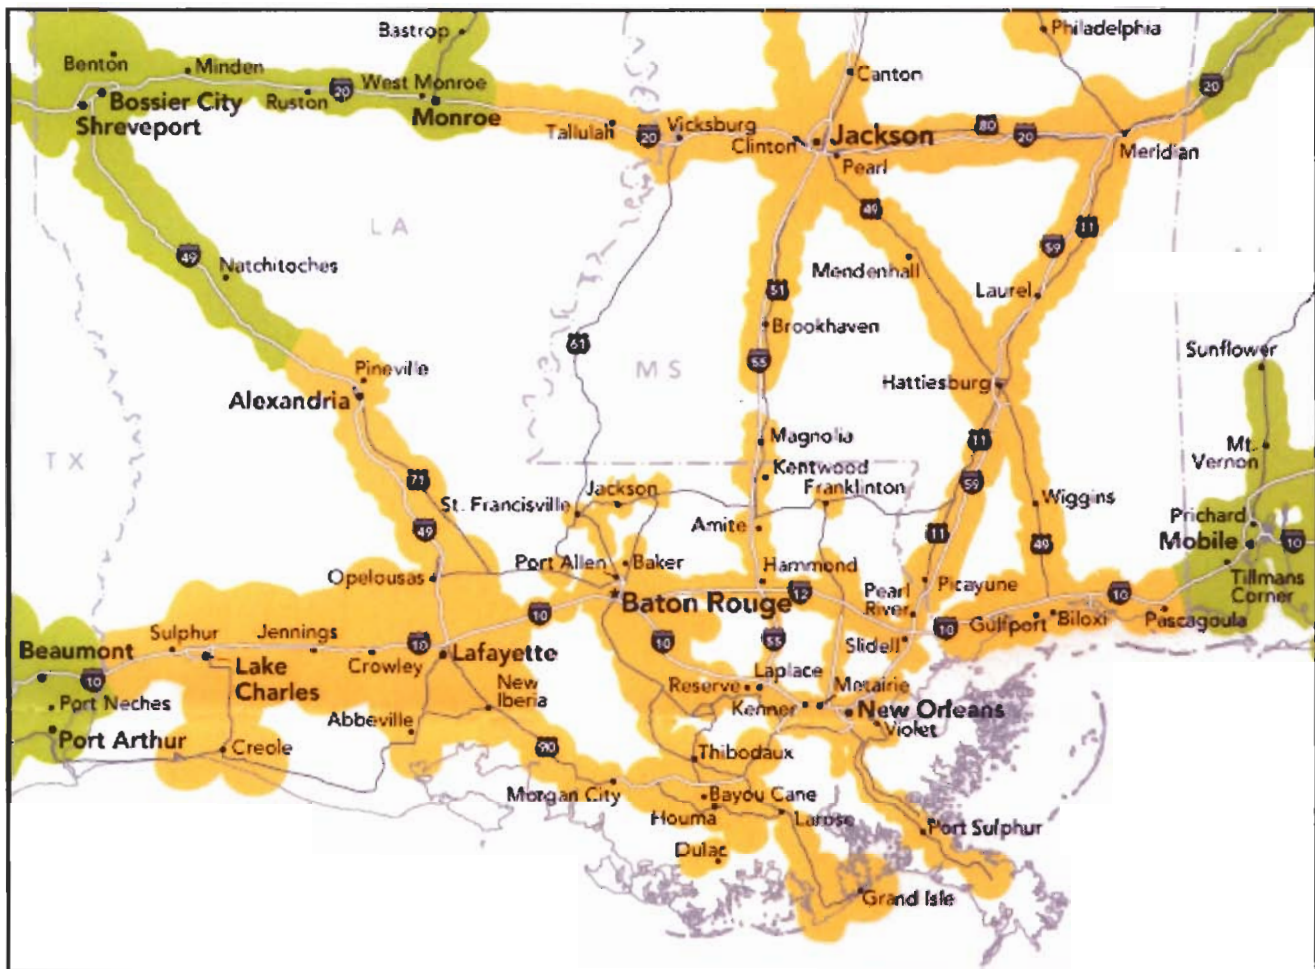 Bastrop
Philadelphia
Benton
Minden
West Monroe
20
Canton
20
Bossier City
Ruston
Shreveport
Monroe
Tallulah
20
Vicksburg
Clinton
Jackson
80
20
Pearl
Meridian
LA
49
11
59
49
Natchitoches
Mendenhall
Laurel
51
Brookhaven
61
MS
55
Sunflower
Pineville
Alexandria
Hattiesburg
Magnolia
11
Mt.
Vernon
TX
71
Kentwood
59
Jackson
Franklinton
St. Francisville
Wiggins
49
Amite
11
49
Prichard
Mobile
10
Port Allen
Baker
Hammond
Opelousas
Pearl
River
Picayune
Tillmans
Corner
Baton Rouge
12
10
10
Gulfport
Biloxi
Pascagoula
10
Sulphur
Jennings
10
10
55
Slidell
Beaumont
Crowley
Lafayette
Laplace
Lake
Charles
10
New
Iberia
Reserve
Metairie
Port Neches
Kenner
New Orleans
Abbeville
Violet
Port Arthur
Creole
90
Thibodaux
Morgan City
Bayou Cane
Houma
Larose
Port Sulphur
Dulac
Grand Isle